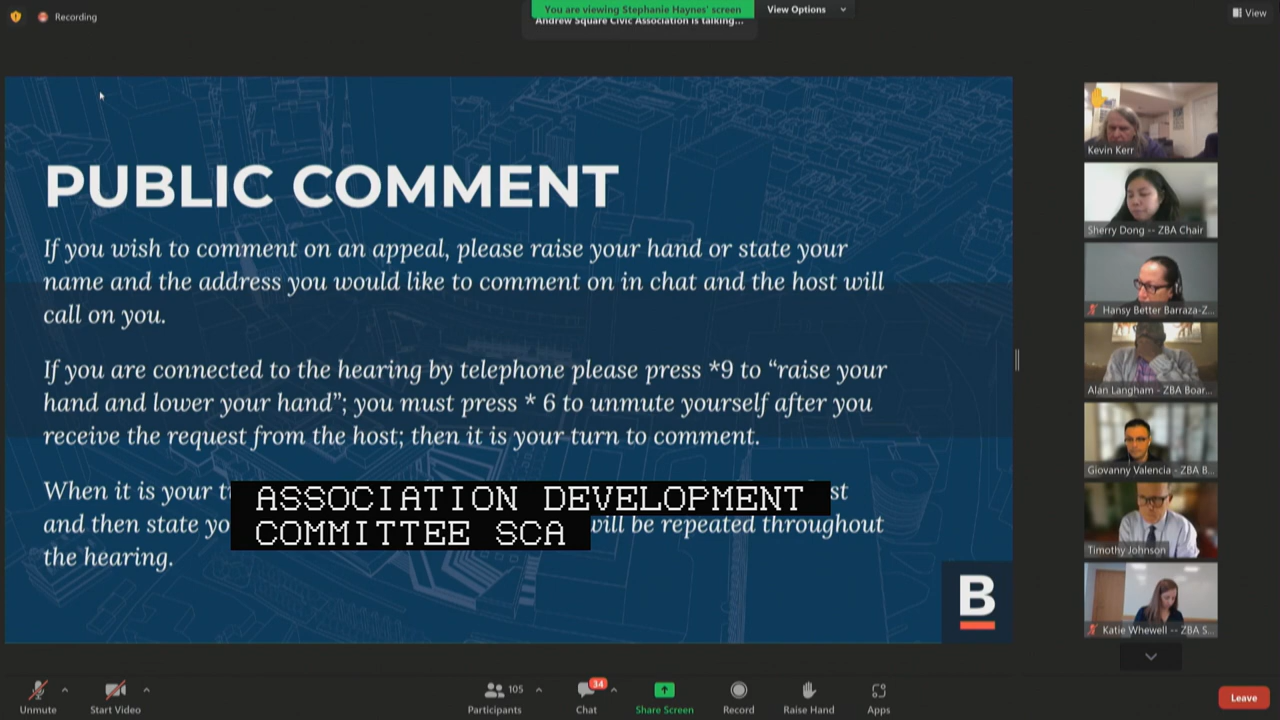 Recording
You are viewing Stephanie Haynes' screen
View Options
View
Andrew Square Civic Association is talking...
PUBLIC COMMENT
If you wish to comment on an appeal, please raise your hand or state your
name and the address you would like to comment on in chat and the host will
call on you.
If you are connected to the hearing by telephone please press *9 to “raise your
hand and lower your hand”; you must press * 6 to unmute yourself after you
receive the request from the host; then it is your turn to comment.
When it is your t
st
and then state yo
will be repeated throughout
the hearing.
ASSOCIATION DEVELOPMENT
COMMITTEE SCA
B
Kevin Kerr
Sherry Dong -- ZBA Chair
Hansy Better Barraza-Z...
Alan Langham - ZBA Boar...
Giovanny Valencia - ZBA B...
Timothy Johnson
Katie Whewell -- ZBA S...
Unmute
Start Video
105
Participants
34
Chat
Share Screen
Record
Raise Hand
Apps
Leave